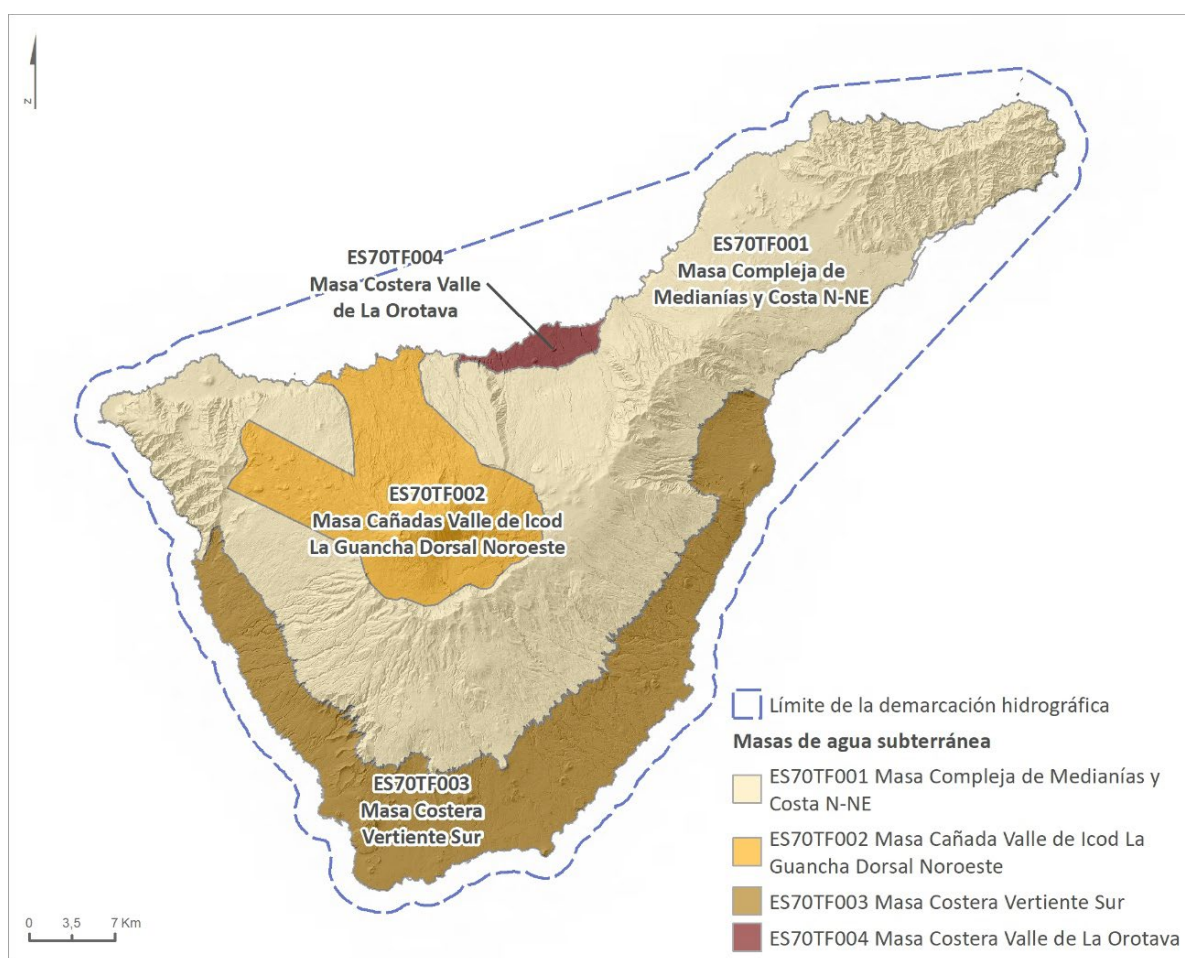 N
ES70TF001
Masa Compleja de
Medianías y Costa N-NE
ES70TF004
Masa Costera Valle
de La Orotava
ES70TF002
Masa Cañadas Valle de Icod
La Guancha Dorsal Noroeste
ES70TF003
Masa Costera
Vertiente Sur
Límite de la demarcación hidrográfica
Masas de agua subterránea
ES70TF001 Masa Compleja de Medianías y
Costa N-NE
ES70TF002 Masa Cañada Valle de Icod La
Guancha Dorsal Noroeste
ES70TF003 Masa Costera Vertiente Sur
ES70TF004 Masa Costera Valle de La Orotava
0 3,5 7 Km